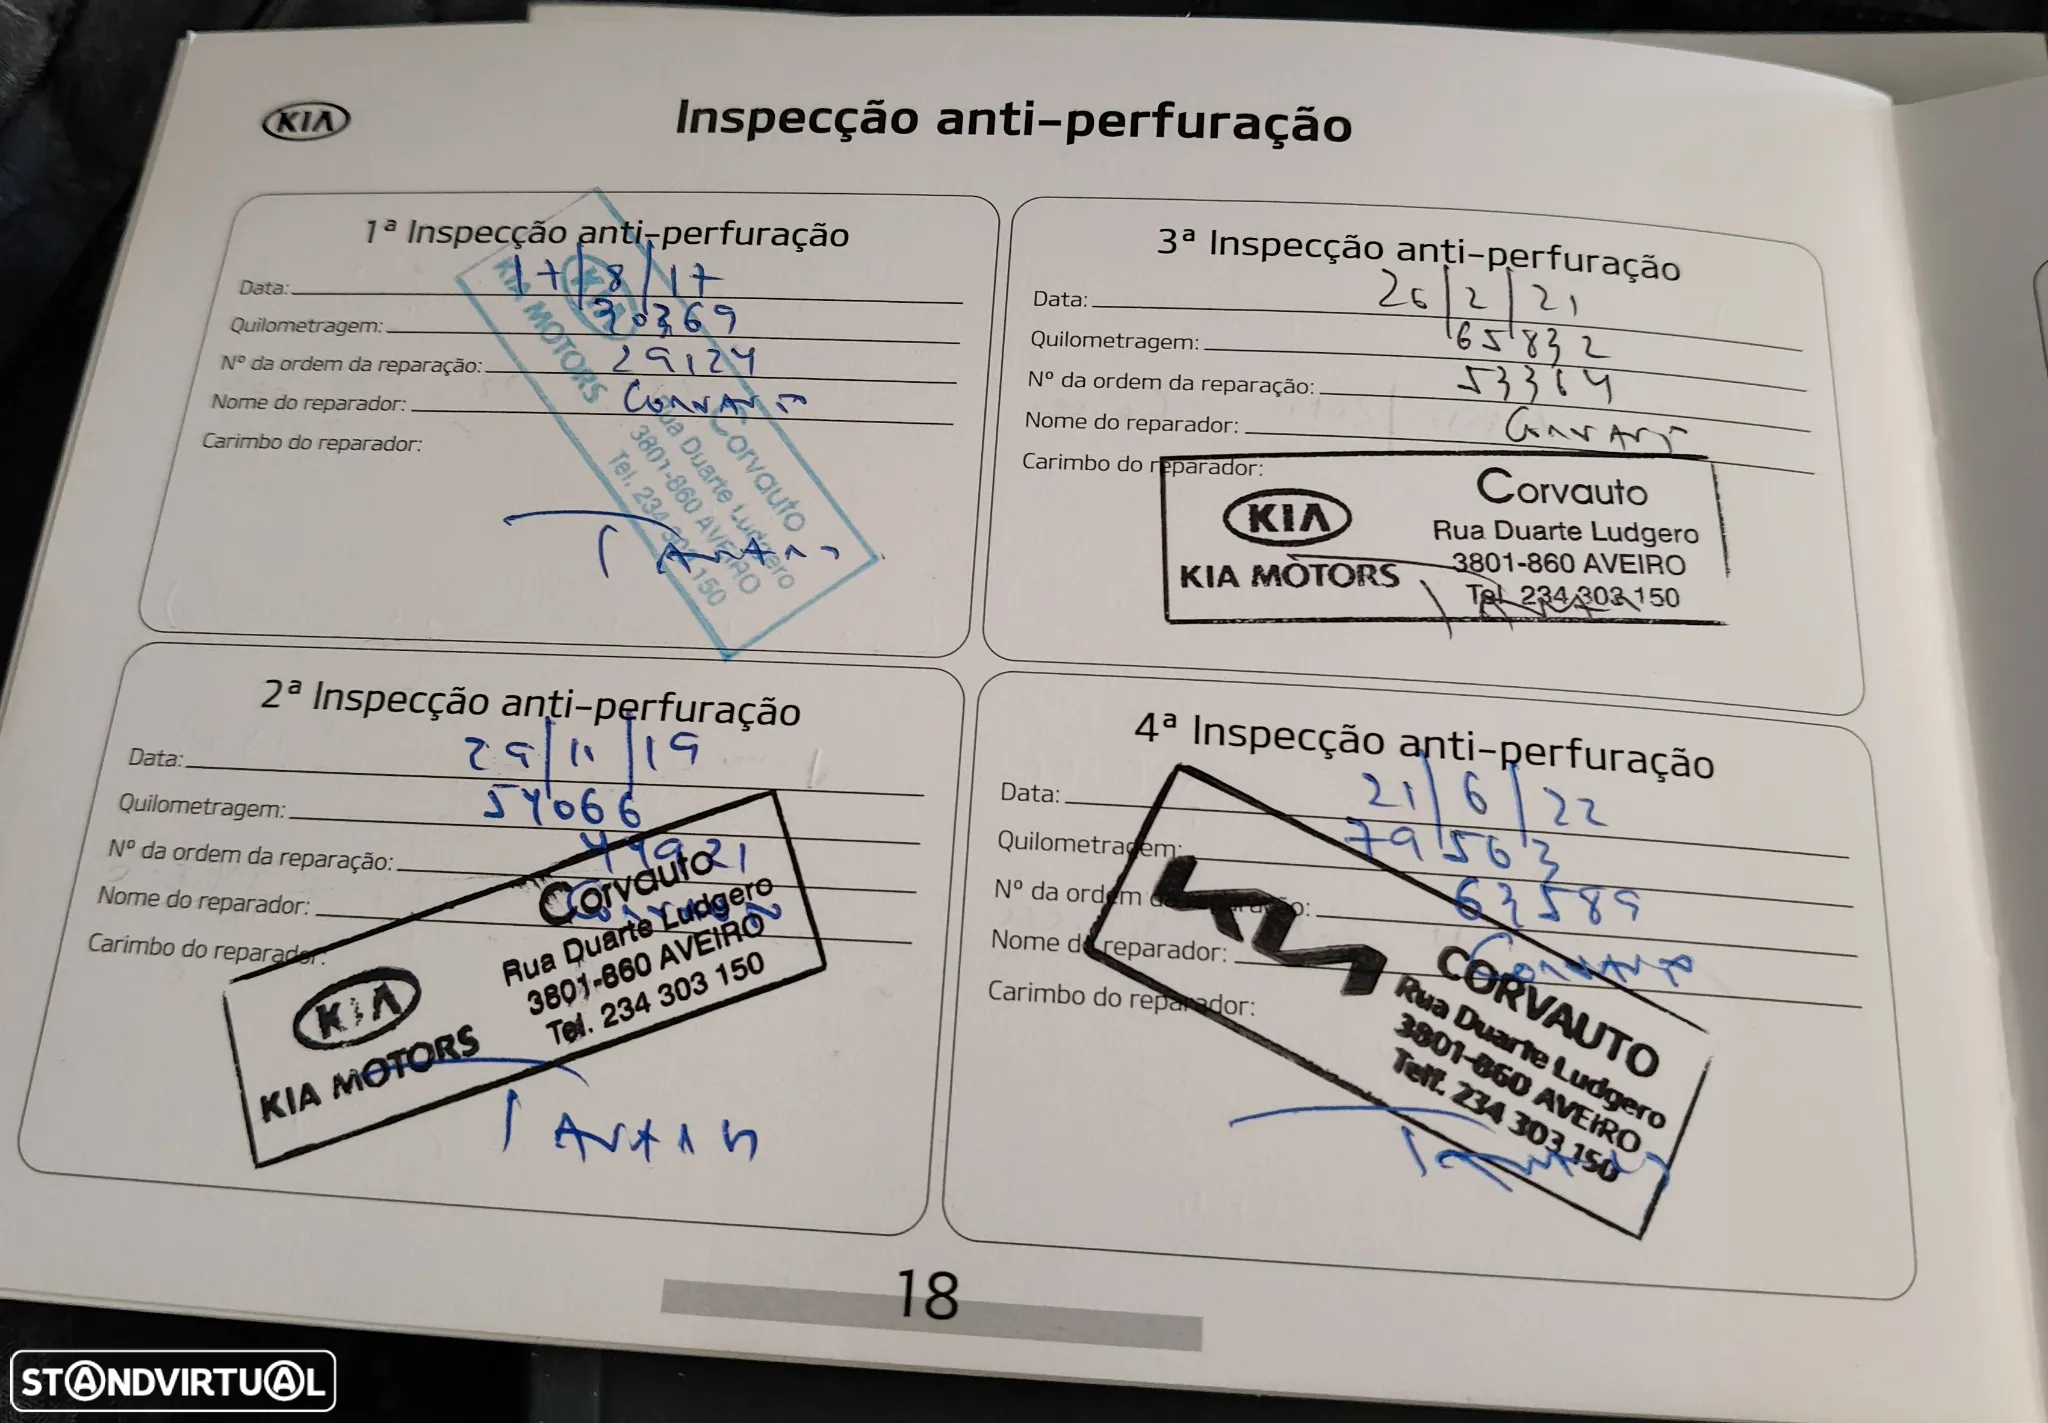 KIA
Inspecção anti-perfuração
1ª Inspecção anti-perfuração
Data: 17/8/17
Quilometragem: 30369
Nº da ordem da reparação: 29124
Nome do reparador: Corvauto
Carimbo do reparador:
KIA
KIA MOTORS
Corvauto
Rua Duarte Ludgero
3801-860 AVEIRO
Tel. 234 303 150
2ª Inspecção anti-perfuração
Data: 29/11/19
Quilometragem: 54066
Nº da ordem da reparação: 44921
Nome do reparador: Corvauto
Carimbo do reparador:
KIA
KIA MOTORS
Corvauto
Rua Duarte Ludgero
3801-860 AVEIRO
Tel. 234 303 150
3ª Inspecção anti-perfuração
Data: 26/2/21
Quilometragem: 65832
Nº da ordem da reparação: 53364
Nome do reparador: Corvauto
Carimbo do reparador:
KIA
KIA MOTORS
Corvauto
Rua Duarte Ludgero
3801-860 AVEIRO
Tel. 234 303 150
4ª Inspecção anti-perfuração
Data: 21/6/22
Quilometragem: 79563
Nº da ordem da reparação: 63589
Nome do reparador: Corvauto
Carimbo do reparador:
KIA
CORVAUTO
Rua Duarte Ludgero
3801-860 AVEIRO
Telf. 234 303 150
18
STANDVIRTUAL